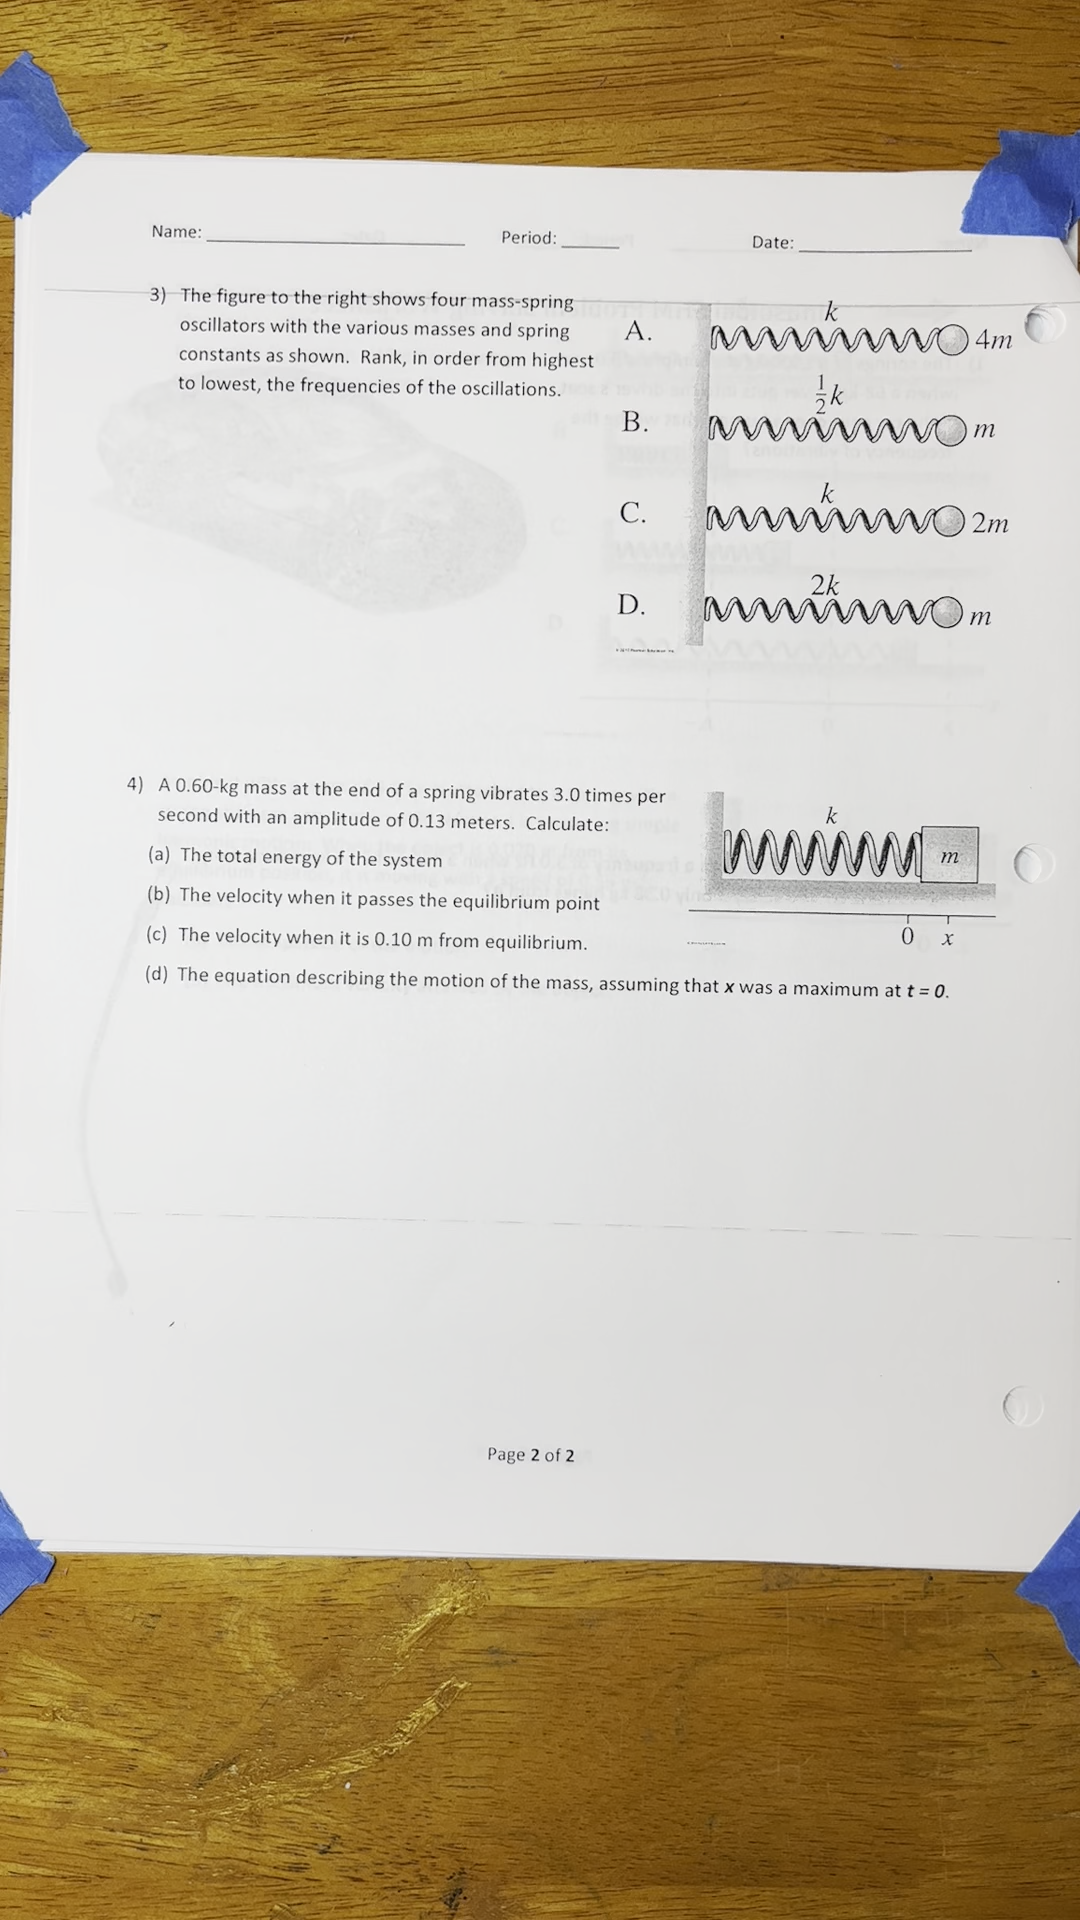 Name: ____________ Period: ______ Date: ____________
3) The figure to the right shows four mass-spring
oscillators with the various masses and spring
constants as shown. Rank, in order from highest
to lowest, the frequencies of the oscillations.
A. k 4m
B. ½k m
C. k 2m
D. 2k m
4) A 0.60-kg mass at the end of a spring vibrates 3.0 times per
second with an amplitude of 0.13 meters. Calculate:
(a) The total energy of the system
(b) The velocity when it passes the equilibrium point
(c) The velocity when it is 0.10 m from equilibrium.
(d) The equation describing the motion of the mass, assuming that x was a maximum at t = 0.
k
m
0 x
Page 2 of 2